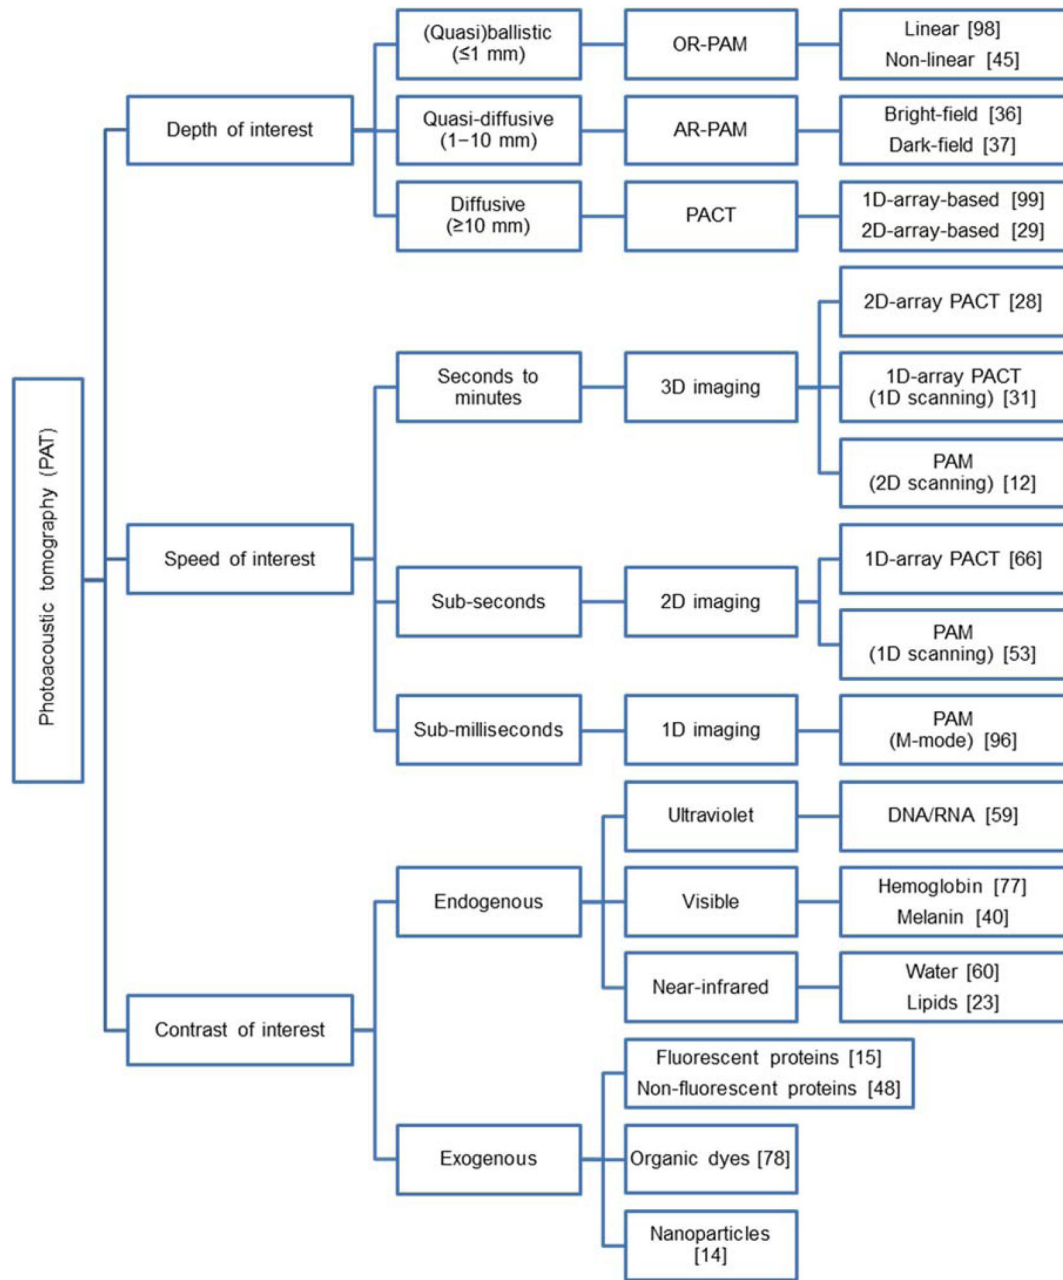 Photoacoustic tomography (PAT)
Depth of interest
(Quasi)ballistic
(≤1 mm)
OR-PAM
Linear [98]
Non-linear [45]
Quasi-diffusive
(1−10 mm)
AR-PAM
Bright-field [36]
Dark-field [37]
Diffusive
(≥10 mm)
PACT
1D-array-based [99]
2D-array-based [29]
Speed of interest
Seconds to
minutes
3D imaging
2D-array PACT [28]
1D-array PACT
(1D scanning) [31]
PAM
(2D scanning) [12]
Sub-seconds
2D imaging
1D-array PACT [66]
PAM
(1D scanning) [53]
Sub-milliseconds
1D imaging
PAM
(M-mode) [96]
Contrast of interest
Endogenous
Ultraviolet
DNA/RNA [59]
Visible
Hemoglobin [77]
Melanin [40]
Near-infrared
Water [60]
Lipids [23]
Exogenous
Fluorescent proteins [15]
Non-fluorescent proteins [48]
Organic dyes [78]
Nanoparticles
[14]